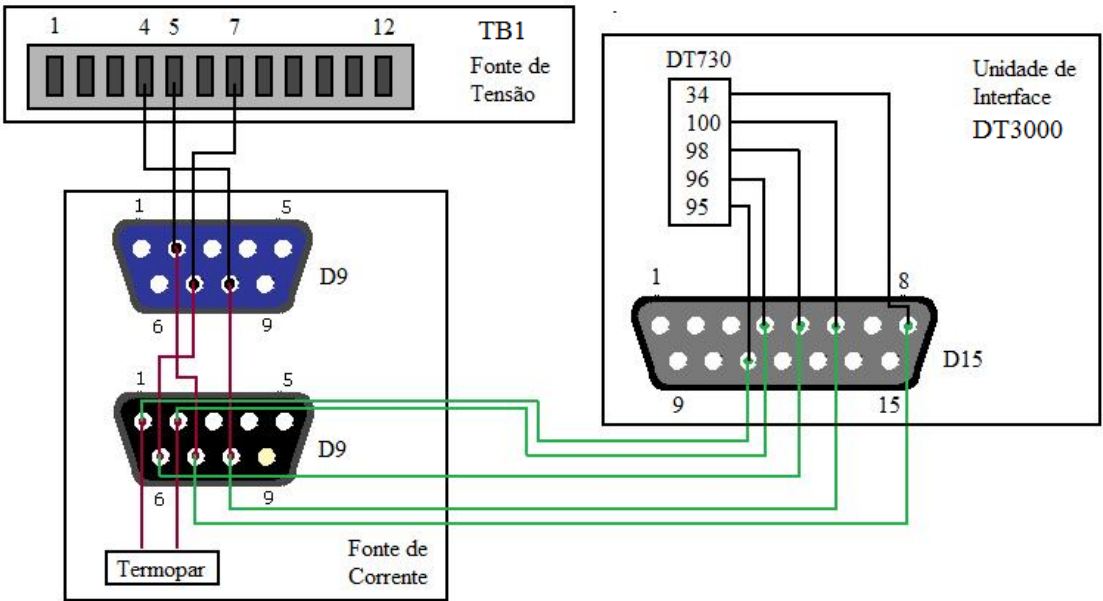 1 4 5 7 12
TB1
Fonte de
Tensão
1 5
D9
6 9
1 5
D9
6 9
Termopar
Fonte de
Corrente
DT730
34
100
98
96
95
Unidade de
Interface
DT3000
1 8
D15
9 15